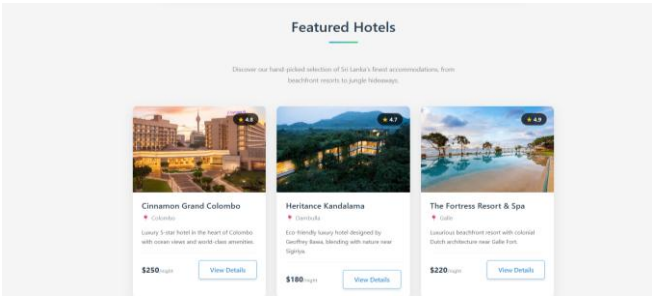 Featured Hotels
Discover our hand-picked selection of Sri Lanka's finest accommodations, from
beachfront resorts to jungle hideaways.
4.8
4.7
4.9
Cinnamon Grand Colombo
Colombo
Luxury 5-star hotel in the heart of Colombo
with ocean views and world-class amenities.
$250/night
View Details
Heritance Kandalama
Dambulla
Eco-friendly luxury hotel designed by
Geoffrey Bawa, blending with nature near
Sigiriya.
$180/night
View Details
The Fortress Resort & Spa
Galle
Luxurious beachfront resort with colonial
Dutch architecture near Galle Fort.
$220/night
View Details